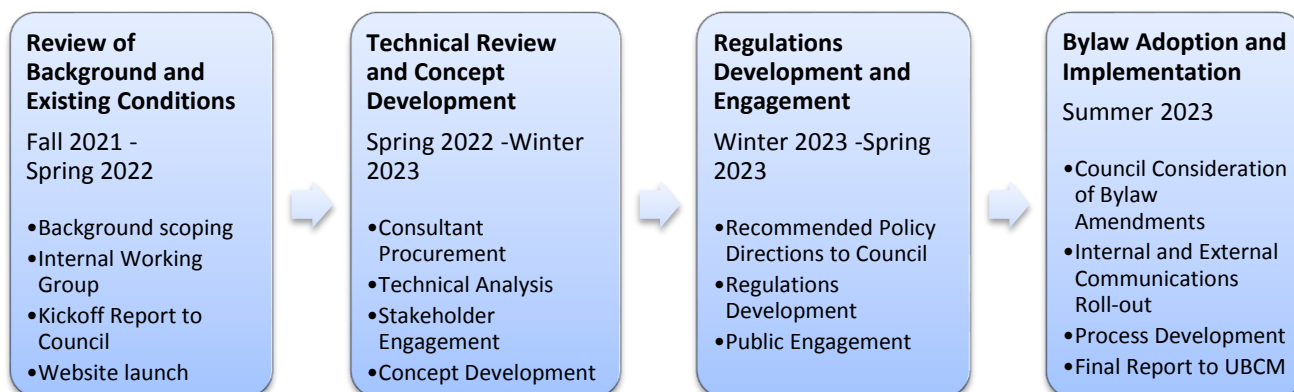 Review of
Background and
Existing Conditions
Fall 2021 -
Spring 2022
•Background scoping
•Internal Working
Group
•Kickoff Report to
Council
•Website launch
Technical Review
and Concept
Development
Spring 2022 -Winter
2023
•Consultant
Procurement
•Technical Analysis
•Stakeholder
Engagement
•Concept Development
Regulations
Development and
Engagement
Winter 2023 -Spring
2023
•Recommended Policy
Directions to Council
•Regulations
Development
•Public Engagement
Bylaw Adoption and
Implementation
Summer 2023
•Council Consideration
of Bylaw
Amendments
•Internal and External
Communications
Roll-out
•Process Development
•Final Report to UBCM